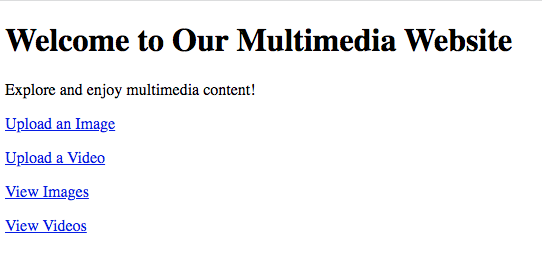 Welcome to Our Multimedia Website
Explore and enjoy multimedia content!
Upload an Image
Upload a Video
View Images
View Videos